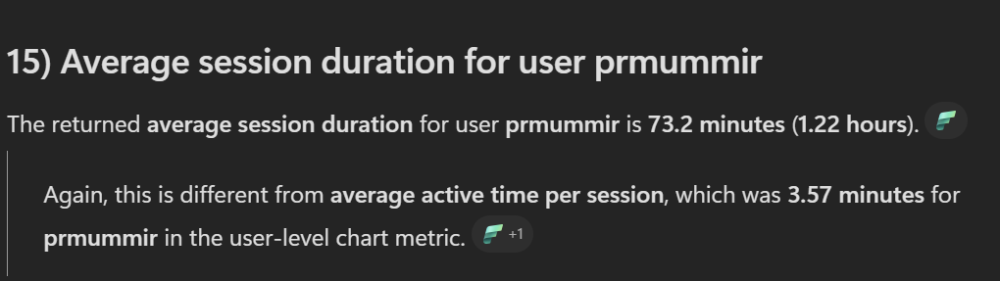 15) Average session duration for user prmummir
The returned average session duration for user prmummir is 73.2 minutes (1.22 hours).
Again, this is different from average active time per session, which was 3.57 minutes for
prmummir in the user-level chart metric. +1